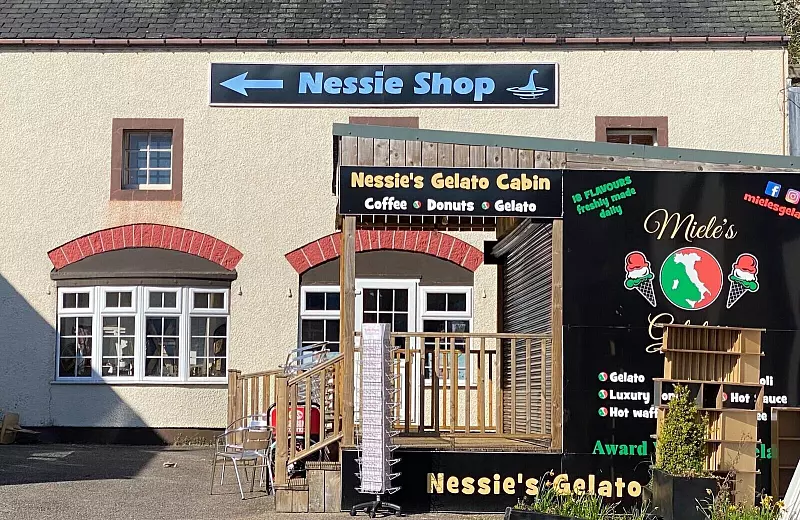 Nessie Shop
Nessie's Gelato Cabin
Coffee Donuts Gelato
18 FLAVOURS
freshly made
daily
Miele's
Gelato
Luxury
Hot Sauce
Hot waff
Award
Nessie's Gelato